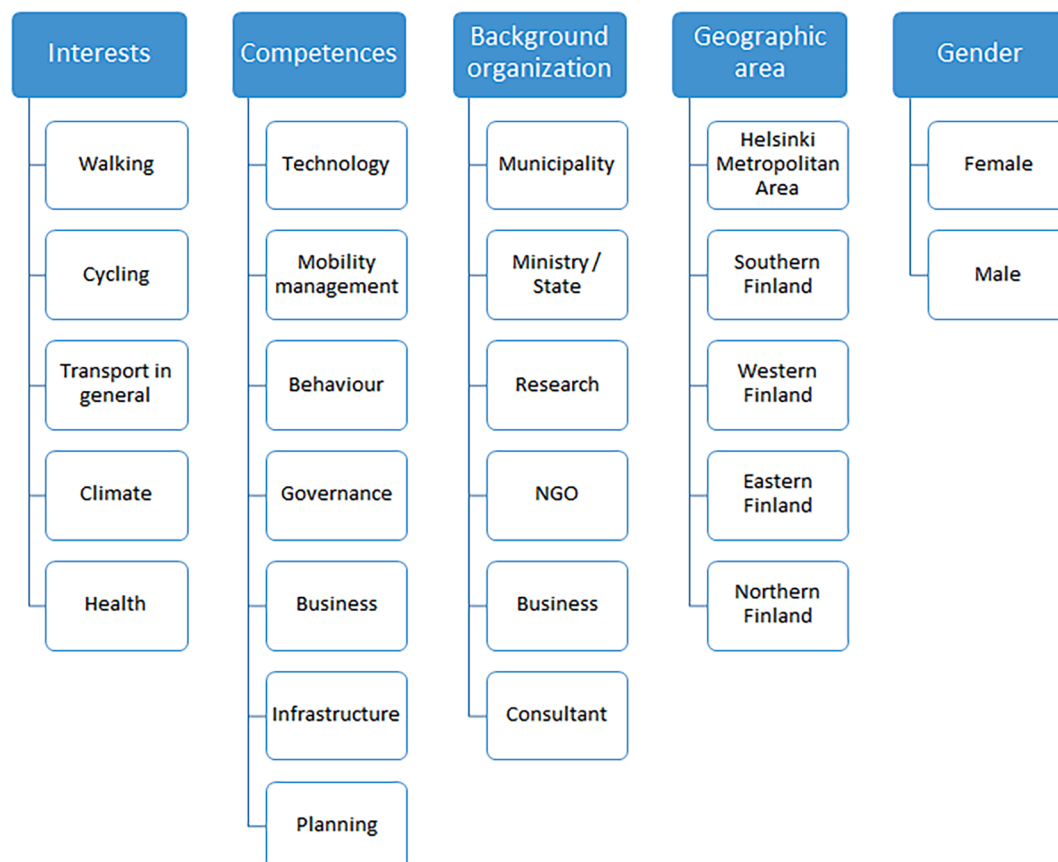 Interests
Walking
Cycling
Transport in
general
Climate
Health
Competences
Technology
Mobility
management
Behaviour
Governance
Business
Infrastructure
Planning
Background
organization
Municipality
Ministry /
State
Research
NGO
Business
Consultant
Geographic
area
Helsinki
Metropolitan
Area
Southern
Finland
Western
Finland
Eastern
Finland
Northern
Finland
Gender
Female
Male